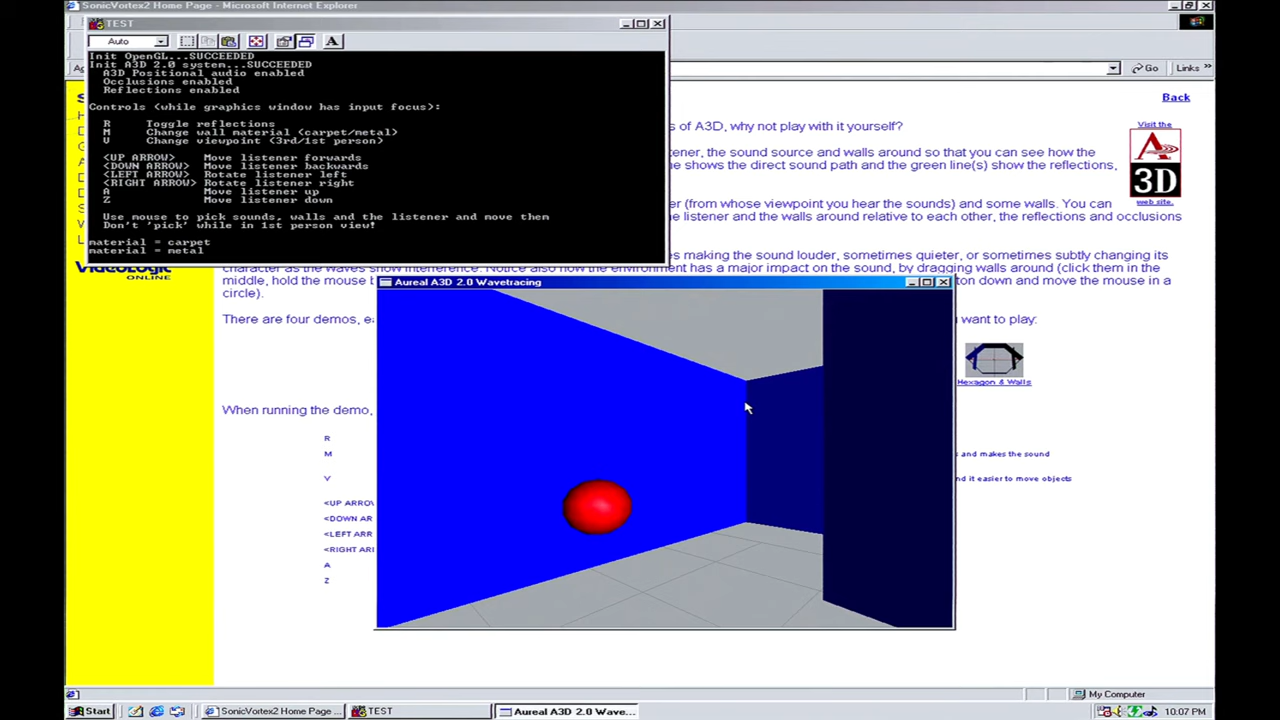 SonicVortex2 Home Page - Microsoft Internet Explorer
TEST
Auto
A
Init OpenGL...SUCCEEDED
Init A3D 2.0 system...SUCCEEDED
A3D Positional audio enabled
Occlusions enabled
Reflections enabled
Controls (while graphics window has input focus):
R Toggle reflections
M Change wall material (carpet/metal)
V Change viewpoint (3rd/1st person)
<UP ARROW> Move listener forwards
<DOWN ARROW> Move listener backwards
<LEFT ARROW> Rotate listener left
<RIGHT ARROW> Rotate listener right
A Move listener up
Z Move listener down
Use mouse to pick sounds, walls and the listener and move them
Don't 'pick' while in 1st person view!
material = carpet
material = metal
Go
Links »
Back
Visit the
A
3D
web site.
s of A3D, why not play with it yourself?
tener, the sound source and walls around so that you can see how the
ne shows the direct sound path and the green line(s) show the reflections,
er (from whose viewpoint you hear the sounds) and some walls. You can
he listener and the walls around relative to each other, the reflections and occlusions
es making the sound louder, sometimes quieter, or sometimes subtly changing its
VideoLogic
ONLINE
character as the waves show interference. Notice also how the environment has a major impact on the sound, by dragging walls around (click them in the
middle, hold the mouse b
ton down and move the mouse in a
circle).
Aureal A3D 2.0 Wavetracing
There are four demos, ea
want to play:
Hexagon & Walls
When running the demo,
R
M
s and makes the sound
V
nd it easier to move objects
<UP ARROW
<DOWN AR
<LEFT ARR
<RIGHT ARI
A
Z
My Computer
Start
SonicVortex2 Home Page ...
TEST
Aureal A3D 2.0 Wave...
10:07 PM